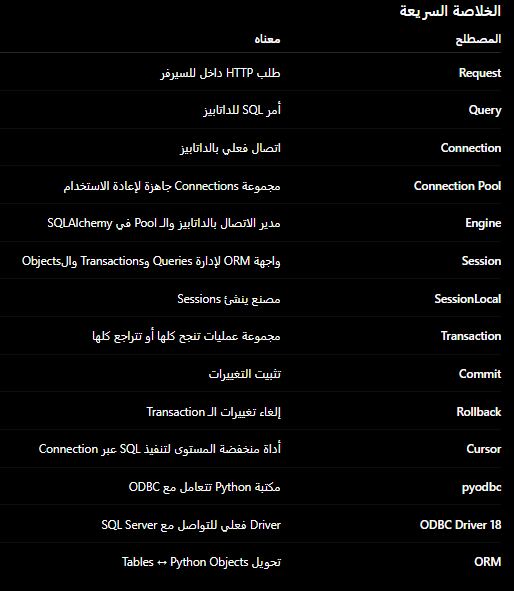 الخلاصة السريعة
المصطلح معناه
Request طلب HTTP داخل للسيرفر
Query أمر SQL للداتابيز
Connection اتصال فعلي بالداتابيز
Connection Pool مجموعة Connections جاهزة لإعادة الاستخدام
Engine مدير الاتصال بالداتابيز والـ Pool في SQLAlchemy
Session واجهة ORM لإدارة Queries وTransactions والObjects
SessionLocal مصنع ينشئ Sessions
Transaction مجموعة عمليات تنجح كلها أو تتراجع كلها
Commit تثبيت التغييرات
Rollback إلغاء تغييرات الـ Transaction
Cursor أداة منخفضة المستوى لتنفيذ SQL عبر Connection
pyodbc مكتبة Python تتعامل مع ODBC
ODBC Driver 18 Driver فعلي للتواصل مع SQL Server
ORM تحويل Tables ↔ Python Objects